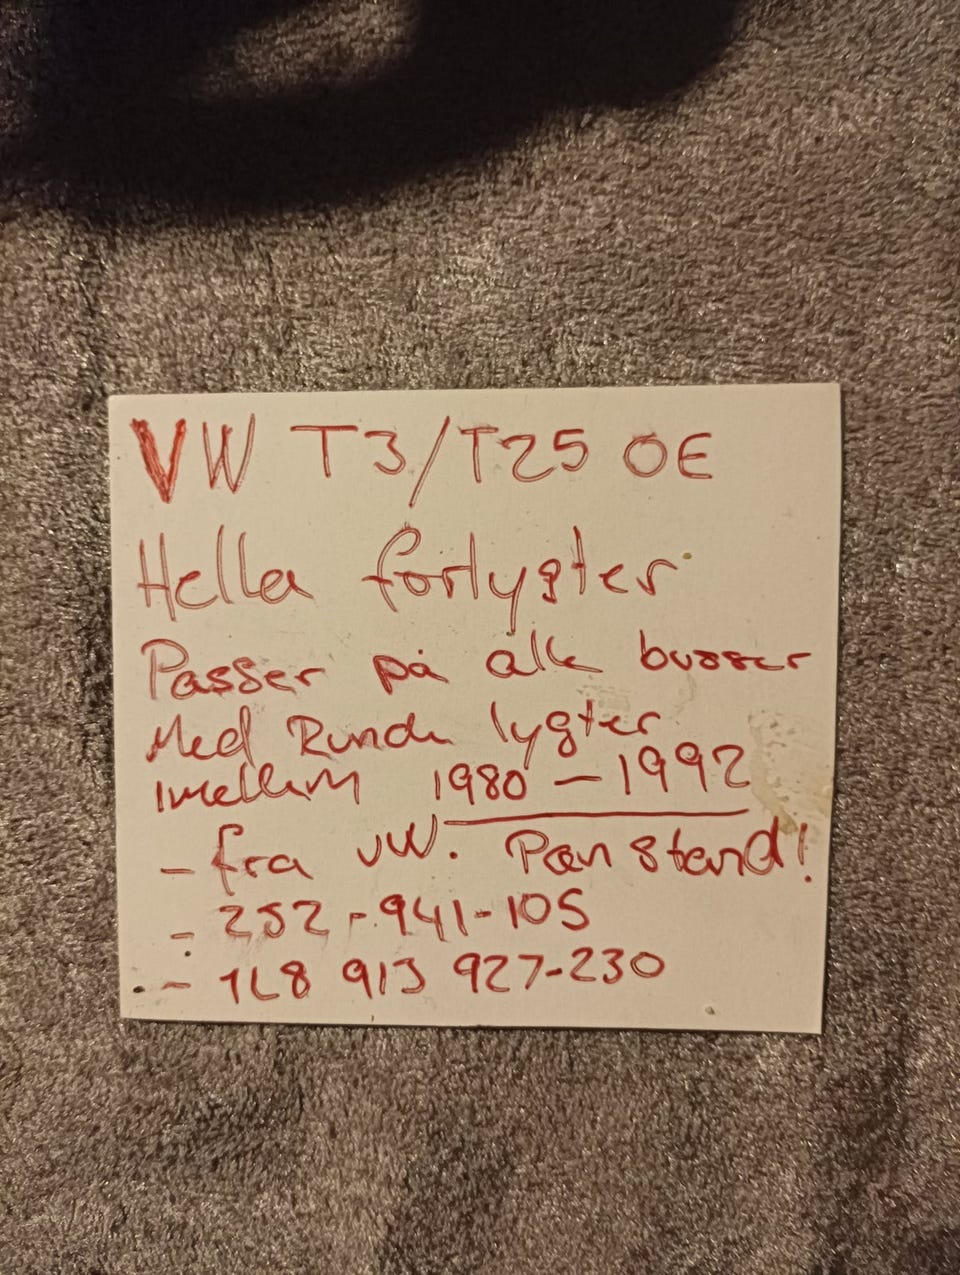 VW T3/T25 OE
Hella forlygter
Passer på alle busser
Med Runde lygter
imellem 1980 – 1992
- fra VW. Pæn stand!
- 252-941-105
- 1L8 913 927-230